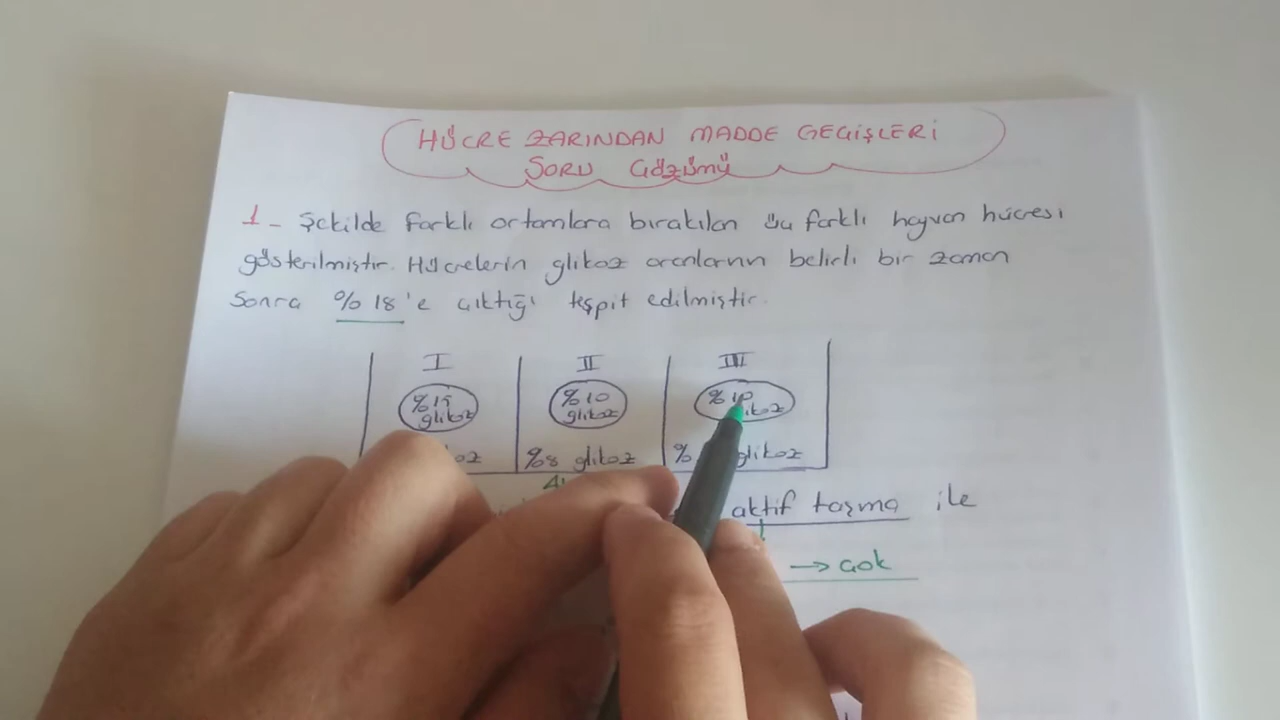 HÜCRE ZARINDAN MADDE GEÇİŞLERİ
SORU ÇÖZÜMÜ
1- Şekilde farklı ortamlara bırakılan üç farklı hayvan hücresi
gösterilmiştir. Hücrelerin glikoz oranlarının belirli bir zaman
sonra %18'e çıktığı tespit edilmiştir.
I II III
%15 glikoz %10 glikoz %10
%8 glikoz % glikoz
aktif taşıma ile
→ çok